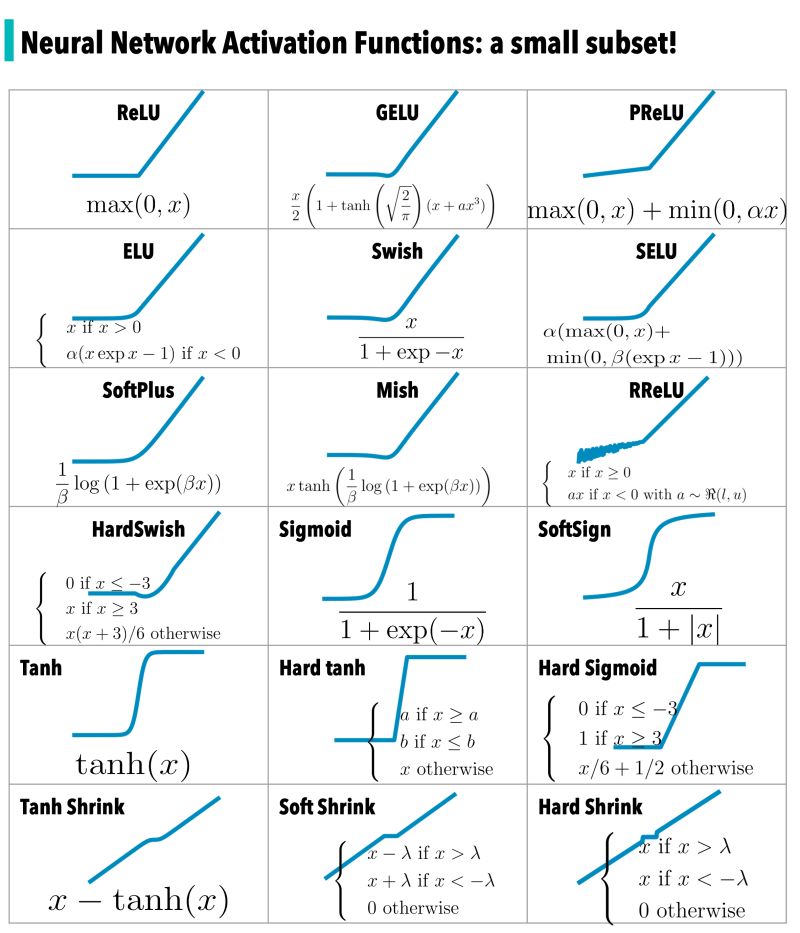 Neural Network Activation Functions: a small subset!
ReLU
max(0, x)
GELU
x/2 (1 + tanh(√(2/π))(x + ax³))
PReLU
max(0, x) + min(0, αx)
ELU
{ x if x > 0
α(x exp x − 1) if x < 0
Swish
x
1 + exp −x
SELU
α(max(0, x)+
min(0, β(exp x − 1)))
SoftPlus
1/β log (1 + exp(βx))
Mish
x tanh (1/β log (1 + exp(βx)))
RReLU
{ x if x ≥ 0
ax if x < 0 with a ∼ ℜ(l, u)
HardSwish
{ 0 if x ≤ −3
x if x ≥ 3
x(x + 3)/6 otherwise
Sigmoid
1
1 + exp(−x)
SoftSign
x
1 + |x|
Tanh
tanh(x)
Hard tanh
{ a if x ≥ a
b if x ≤ b
x otherwise
Hard Sigmoid
{ 0 if x ≤ −3
1 if x ≥ 3
x/6 + 1/2 otherwise
Tanh Shrink
x − tanh(x)
Soft Shrink
{ x − λ if x > λ
x + λ if x < −λ
0 otherwise
Hard Shrink
{ x if x > λ
x if x < −λ
0 otherwise